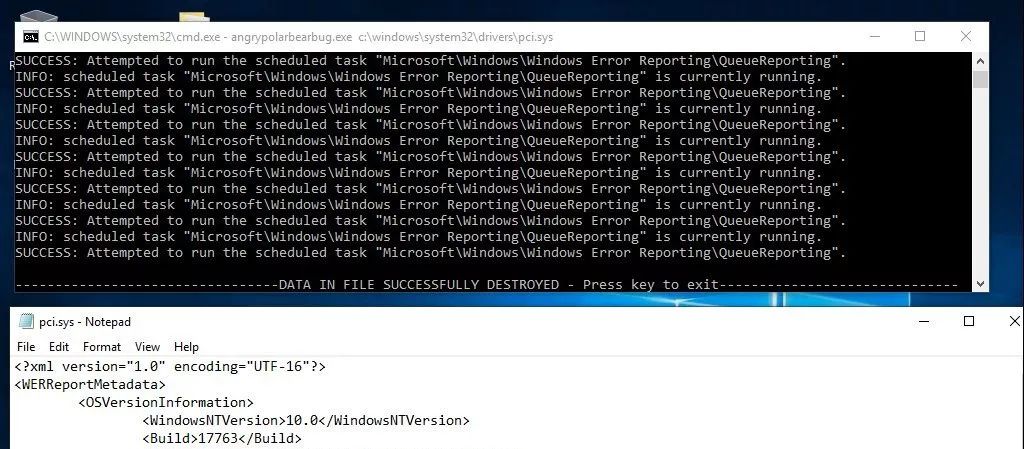 C:\WINDOWS\system32\cmd.exe - angrypolarbearbug.exe c:\windows\system32\drivers\pci.sys
SUCCESS: Attempted to run the scheduled task "Microsoft\Windows\Windows Error Reporting\QueueReporting".
INFO: scheduled task "Microsoft\Windows\Windows Error Reporting\QueueReporting" is currently running.
SUCCESS: Attempted to run the scheduled task "Microsoft\Windows\Windows Error Reporting\QueueReporting".
INFO: scheduled task "Microsoft\Windows\Windows Error Reporting\QueueReporting" is currently running.
SUCCESS: Attempted to run the scheduled task "Microsoft\Windows\Windows Error Reporting\QueueReporting".
INFO: scheduled task "Microsoft\Windows\Windows Error Reporting\QueueReporting" is currently running.
SUCCESS: Attempted to run the scheduled task "Microsoft\Windows\Windows Error Reporting\QueueReporting".
INFO: scheduled task "Microsoft\Windows\Windows Error Reporting\QueueReporting" is currently running.
SUCCESS: Attempted to run the scheduled task "Microsoft\Windows\Windows Error Reporting\QueueReporting".
INFO: scheduled task "Microsoft\Windows\Windows Error Reporting\QueueReporting" is currently running.
SUCCESS: Attempted to run the scheduled task "Microsoft\Windows\Windows Error Reporting\QueueReporting".
INFO: scheduled task "Microsoft\Windows\Windows Error Reporting\QueueReporting" is currently running.
SUCCESS: Attempted to run the scheduled task "Microsoft\Windows\Windows Error Reporting\QueueReporting".
---------------------------------DATA IN FILE SUCCESSFULLY DESTROYED - Press key to exit------------------------------
pci.sys - Notepad
File Edit Format View Help
<?xml version="1.0" encoding="UTF-16"?>
<WERReportMetadata>
<OSVersionInformation>
<WindowsNTVersion>10.0</WindowsNTVersion>
<Build>17763</Build>